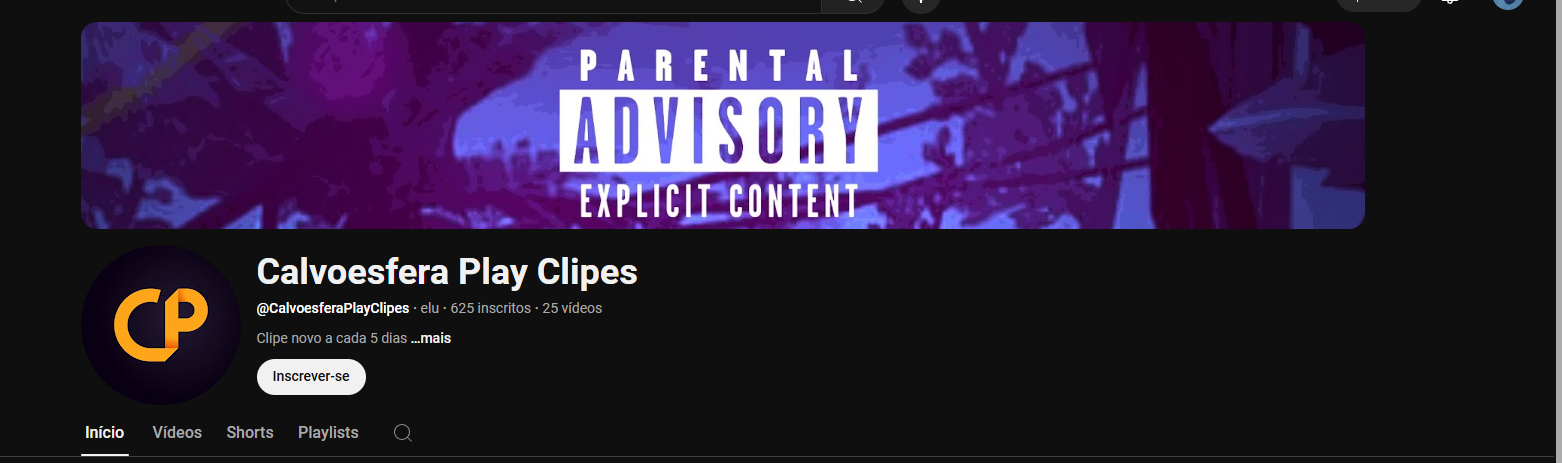 PARENTAL
ADVISORY
EXPLICIT CONTENT
CP
Calvoesfera Play Clipes
@CalvoesferaPlayClipes · elu · 625 inscritos · 25 vídeos
Clipe novo a cada 5 dias ...mais
Inscrever-se
Início Vídeos Shorts Playlists